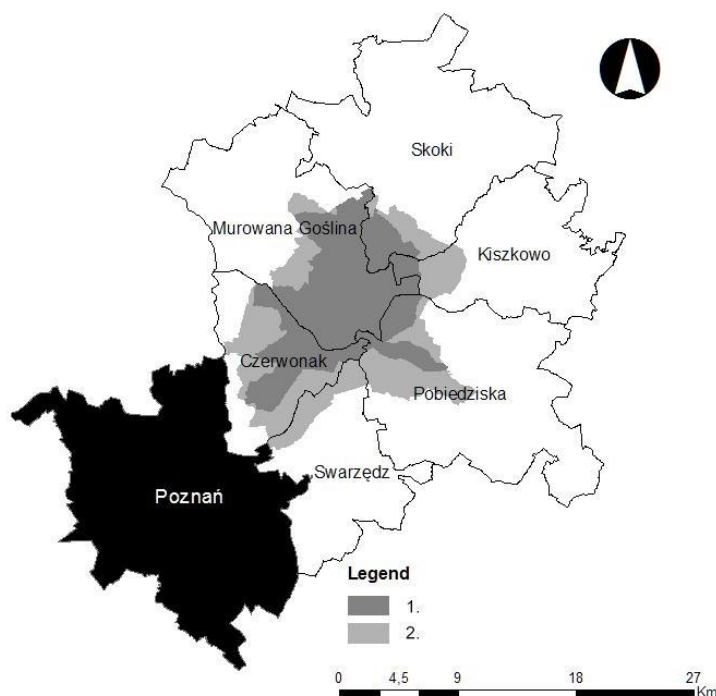 Skoki
Murowana Goślina
Kiszkowo
Czerwonak
Pobiedziska
Swarzędz
Poznań
Legend
1.
2.
0 4,5 9 18 27
Km